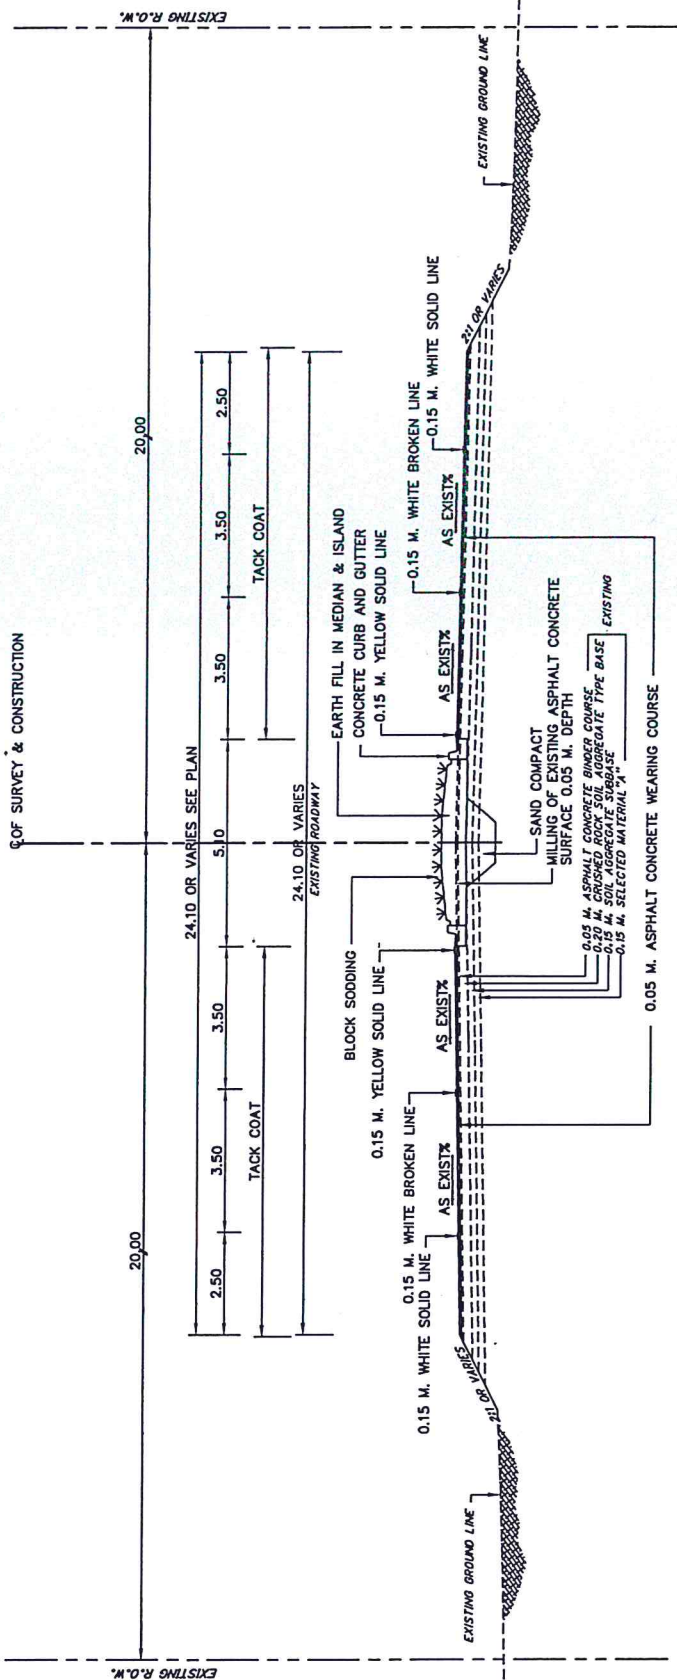 ℄ OF SURVEY & CONSTRUCTION
EXISTING R.O.W.
EXISTING R.O.W.
20.00
20.00
24.10 OR VARIES SEE PLAN
2.50
3.50
3.50
5.10
3.50
3.50
2.50
TACK COAT
TACK COAT
24.10 OR VARIES
EXISTING ROADWAY
BLOCK SODDING
EARTH FILL IN MEDIAN & ISLAND
CONCRETE CURB AND GUTTER
0.15 M. YELLOW SOLID LINE
0.15 M. YELLOW SOLID LINE
0.15 M. WHITE BROKEN LINE
0.15 M. WHITE SOLID LINE
0.15 M. WHITE BROKEN LINE
0.15 M. WHITE SOLID LINE
AS EXIST%
AS EXIST%
AS EXIST%
AS EXIST%
2:1 OR VARIES
2:1 OR VARIES
EXISTING GROUND LINE
EXISTING GROUND LINE
SAND COMPACT
MILLING OF EXISTING ASPHALT CONCRETE
SURFACE 0.05 M. DEPTH
0.05 M. ASPHALT CONCRETE BINDER COURSE
0.20 M. CRUSHED ROCK SOIL AGGREGATE TYPE BASE
EXISTING
0.15 M. SOIL AGGREGATE SUBBASE
0.15 M. SELECTED MATERIAL "A"
0.05 M. ASPHALT CONCRETE WEARING COURSE